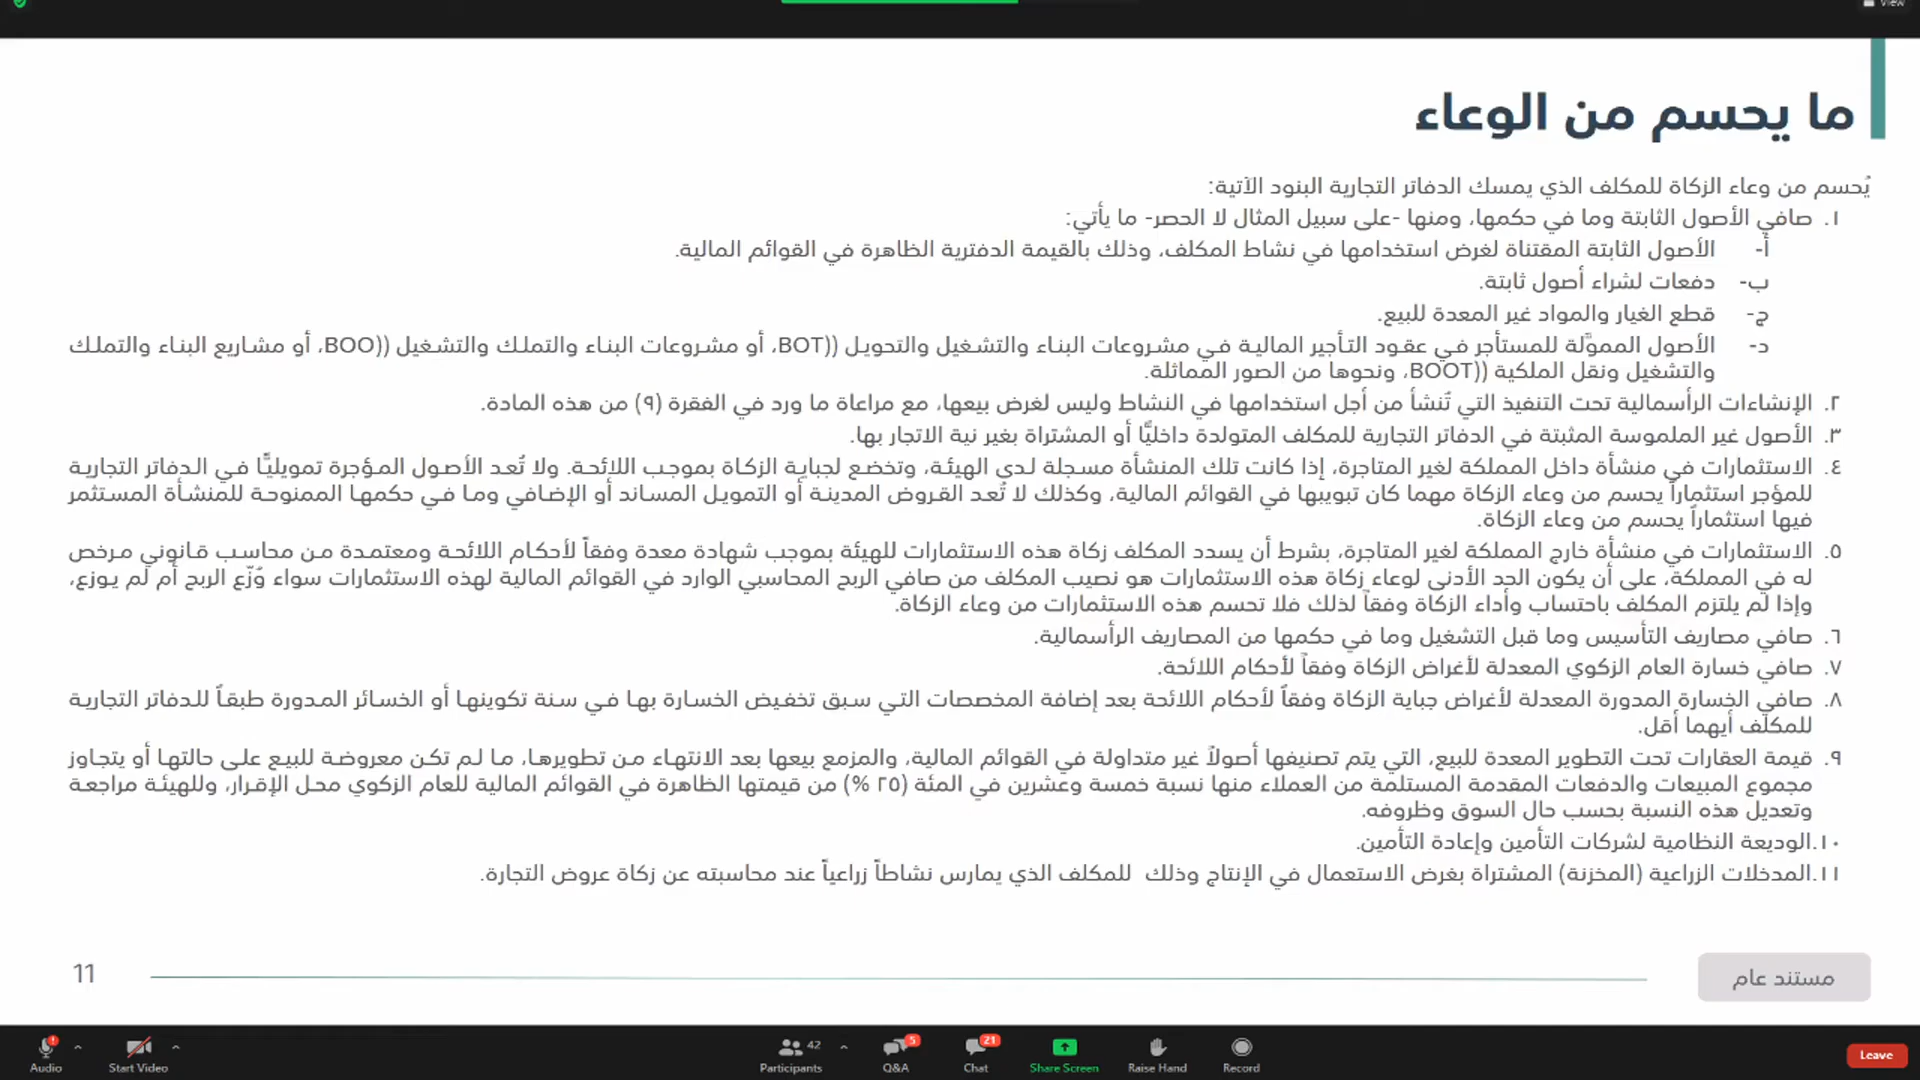 View
ما يحسم من الوعاء
يُحسم من وعاء الزكاة للمكلف الذي يمسك الدفاتر التجارية البنود الآتية:
١. صافي الأصول الثابتة وما في حكمها، ومنها -على سبيل المثال لا الحصر- ما يأتي:
أ- الأصول الثابتة المقتناة لغرض استخدامها في نشاط المكلف، وذلك بالقيمة الدفترية الظاهرة في القوائم المالية.
ب- دفعات لشراء أصول ثابتة.
ج- قطع الغيار والمواد غير المعدة للبيع.
د- الأصول المموَّلة للمستأجر في عقود التأجير المالية في مشروعات البناء والتشغيل والتحويل ((BOT، أو مشروعات البناء والتملك والتشغيل ((BOO، أو مشاريع البناء والتملك
والتشغيل ونقل الملكية ((BOOT، ونحوها من الصور المماثلة.
٢. الإنشاءات الرأسمالية تحت التنفيذ التي تُنشأ من أجل استخدامها في النشاط وليس لغرض بيعها، مع مراعاة ما ورد في الفقرة (٩) من هذه المادة.
٣. الأصول غير الملموسة المثبتة في الدفاتر التجارية للمكلف المتولدة داخليًّا أو المشتراة بغير نية الاتجار بها.
٤. الاستثمارات في منشأة داخل المملكة لغير المتاجرة، إذا كانت تلك المنشأة مسجلة لدى الهيئة، وتخضع لجباية الزكاة بموجب اللائحة. ولا تُعد الأصول المؤجرة تمويليًّا في الدفاتر التجارية
للمؤجر استثماراً يحسم من وعاء الزكاة مهما كان تبويبها في القوائم المالية، وكذلك لا تُعد القروض المدينة أو التمويل المساند أو الإضافي وما في حكمها الممنوحة للمنشأة المستثمر
فيها استثماراً يحسم من وعاء الزكاة.
٥. الاستثمارات في منشأة خارج المملكة لغير المتاجرة، بشرط أن يسدد المكلف زكاة هذه الاستثمارات للهيئة بموجب شهادة معدة وفقاً لأحكام اللائحة ومعتمدة من محاسب قانوني مرخص
له في المملكة، على أن يكون الحد الأدنى لوعاء زكاة هذه الاستثمارات هو نصيب المكلف من صافي الربح المحاسبي الوارد في القوائم المالية لهذه الاستثمارات سواء وُزّع الربح أم لم يوزع،
وإذا لم يلتزم المكلف باحتساب وأداء الزكاة وفقاً لذلك فلا تحسم هذه الاستثمارات من وعاء الزكاة.
٦. صافي مصاريف التأسيس وما قبل التشغيل وما في حكمها من المصاريف الرأسمالية.
٧. صافي خسارة العام الزكوي المعدلة لأغراض الزكاة وفقاً لأحكام اللائحة.
٨. صافي الخسارة المدورة المعدلة لأغراض جباية الزكاة وفقاً لأحكام اللائحة بعد إضافة المخصصات التي سبق تخفيض الخسارة بها في سنة تكوينها أو الخسائر المدورة طبقاً للدفاتر التجارية
للمكلف أيهما أقل.
٩. قيمة العقارات تحت التطوير المعدة للبيع، التي يتم تصنيفها أصولاً غير متداولة في القوائم المالية، والمزمع بيعها بعد الانتهاء من تطويرها، ما لم تكن معروضة للبيع على حالتها أو يتجاوز
مجموع المبيعات والدفعات المقدمة المستلمة من العملاء منها نسبة خمسة وعشرين في المئة (٢٥ %) من قيمتها الظاهرة في القوائم المالية للعام الزكوي محل الإقرار، وللهيئة مراجعة
وتعديل هذه النسبة بحسب حال السوق وظروفه.
١٠.الوديعة النظامية لشركات التأمين وإعادة التأمين.
١١.المدخلات الزراعية (المخزنة) المشتراة بغرض الاستعمال في الإنتاج وذلك للمكلف الذي يمارس نشاطاً زراعياً عند محاسبته عن زكاة عروض التجارة.
مستند عام
11
Audio
Start Video
42
Participants
5
Q&A
21
Chat
Share Screen
Raise Hand
Record
Leave